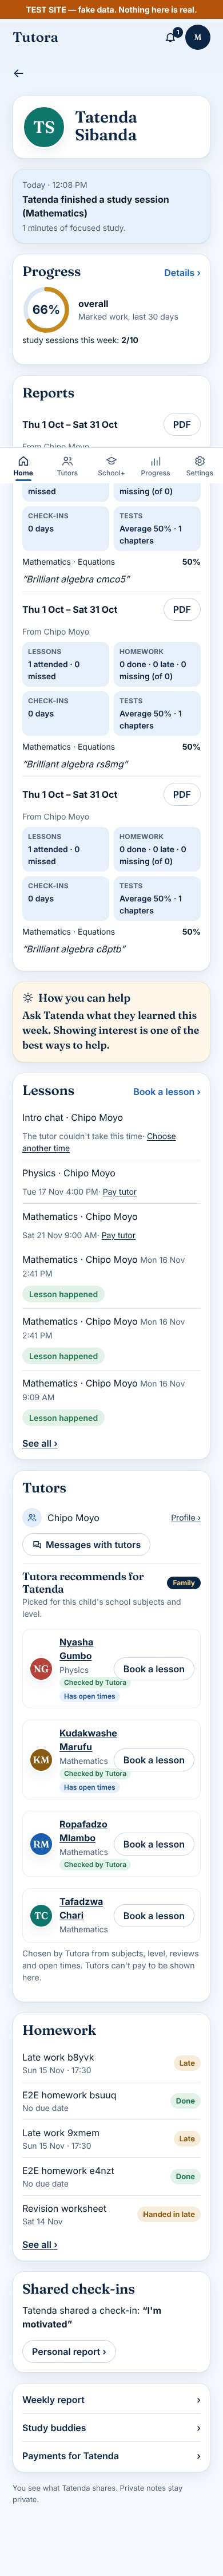 TEST SITE — fake data. Nothing here is real.
Tutora
1
M
TS
Tatenda
Sibanda
Today · 12:08 PM
Tatenda finished a study session
(Mathematics)
1 minutes of focused study.
Progress
Details ›
66%
overall
Marked work, last 30 days
study sessions this week: 2/10
Reports
Thu 1 Oct – Sat 31 Oct
PDF
From Chipo Moyo
Home
Tutors
School+
Progress
Settings
missed
missing (of 0)
CHECK-INS
0 days
TESTS
Average 50% · 1
chapters
Mathematics · Equations
50%
“Brilliant algebra cmco5”
Thu 1 Oct – Sat 31 Oct
PDF
From Chipo Moyo
LESSONS
1 attended · 0
missed
HOMEWORK
0 done · 0 late · 0
missing (of 0)
CHECK-INS
0 days
TESTS
Average 50% · 1
chapters
Mathematics · Equations
50%
“Brilliant algebra rs8mg”
Thu 1 Oct – Sat 31 Oct
PDF
From Chipo Moyo
LESSONS
1 attended · 0
missed
HOMEWORK
0 done · 0 late · 0
missing (of 0)
CHECK-INS
0 days
TESTS
Average 50% · 1
chapters
Mathematics · Equations
50%
“Brilliant algebra c8ptb”
How you can help
Ask Tatenda what they learned this
week. Showing interest is one of the
best ways to help.
Lessons
Book a lesson ›
Intro chat · Chipo Moyo
The tutor couldn't take this time· Choose
another time
Physics · Chipo Moyo
Tue 17 Nov 4:00 PM· Pay tutor
Mathematics · Chipo Moyo
Sat 21 Nov 9:00 AM· Pay tutor
Mathematics · Chipo Moyo Mon 16 Nov
2:41 PM
Lesson happened
Mathematics · Chipo Moyo Mon 16 Nov
2:41 PM
Lesson happened
Mathematics · Chipo Moyo Mon 16 Nov
9:09 AM
Lesson happened
See all ›
Tutors
Chipo Moyo
Profile ›
Messages with tutors
Tutora recommends for
Tatenda
Family
Picked for this child's school subjects and
level.
NG
Nyasha
Gumbo
Physics
Checked by Tutora
Has open times
Book a lesson
KM
Kudakwashe
Marufu
Mathematics
Checked by Tutora
Has open times
Book a lesson
RM
Ropafadzo
Mlambo
Mathematics
Checked by Tutora
Book a lesson
TC
Tafadzwa
Chari
Mathematics
Book a lesson
Chosen by Tutora from subjects, level, reviews
and open times. Tutors can't pay to be shown
here.
Homework
Late work b8yvk
Sun 15 Nov · 17:30
Late
E2E homework bsuuq
No due date
Done
Late work 9xmem
Sun 15 Nov · 17:30
Late
E2E homework e4nzt
No due date
Done
Revision worksheet
Sat 14 Nov
Handed in late
See all ›
Shared check-ins
Tatenda shared a check-in: “I'm
motivated”
Personal report ›
Weekly report ›
Study buddies ›
Payments for Tatenda ›
You see what Tatenda shares. Private notes stay
private.